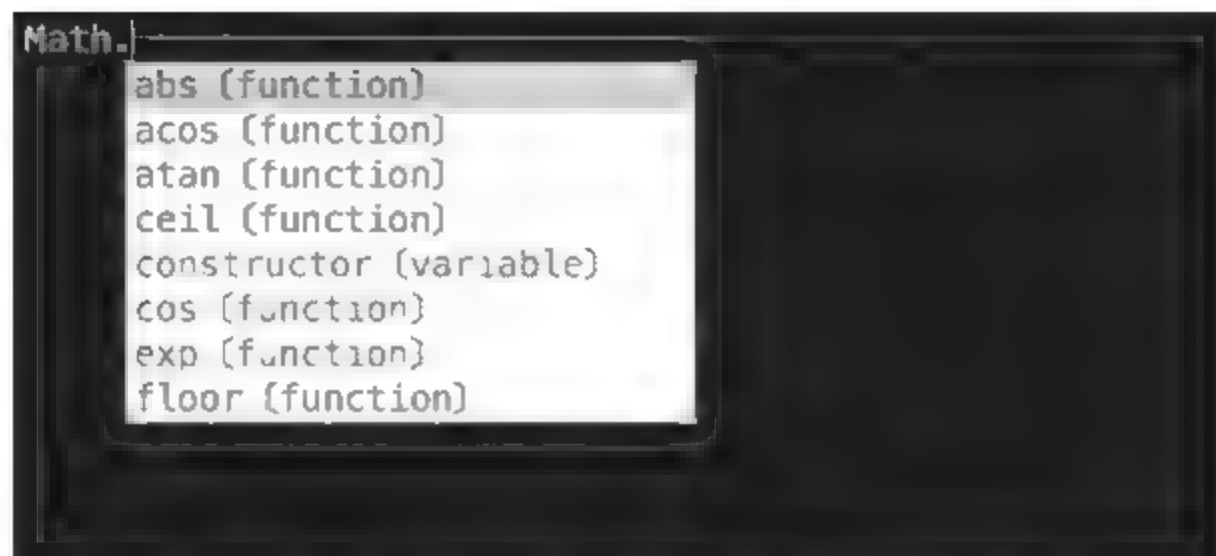 Math.
abs (function)
acos (function)
atan (function)
ceil (function)
constructor (variable)
cos (function)
exp (function)
floor (function)